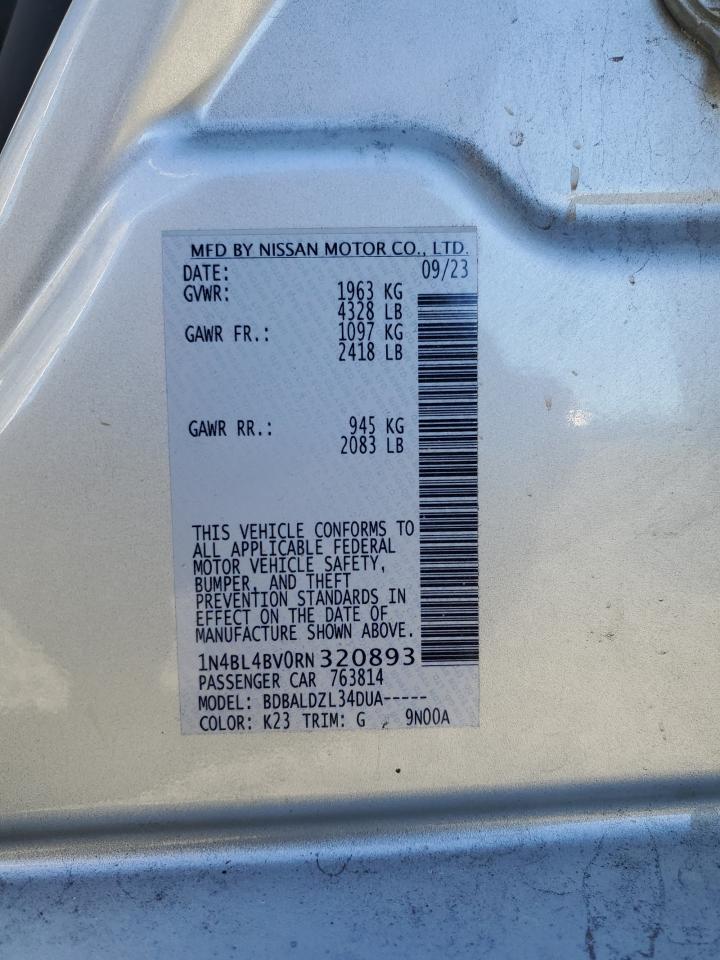 MFD BY NISSAN MOTOR CO., LTD.
DATE: 09/23
GVWR: 1963 KG
4328 LB
GAWR FR.: 1097 KG
2418 LB
GAWR RR.: 945 KG
2083 LB
THIS VEHICLE CONFORMS TO
ALL APPLICABLE FEDERAL
MOTOR VEHICLE SAFETY,
BUMPER, AND THEFT
PREVENTION STANDARDS IN
EFFECT ON THE DATE OF
MANUFACTURE SHOWN ABOVE.
1N4BL4BV0RN320893
PASSENGER CAR 763814
MODEL: BDBALDZL34DUA-----
COLOR: K23 TRIM: G 9N00A